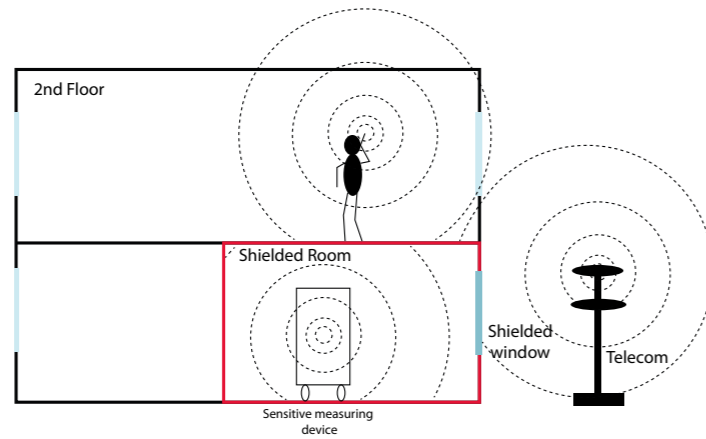 2nd Floor
Shielded Room
Shielded
window
Telecom
Sensitive measuring
device